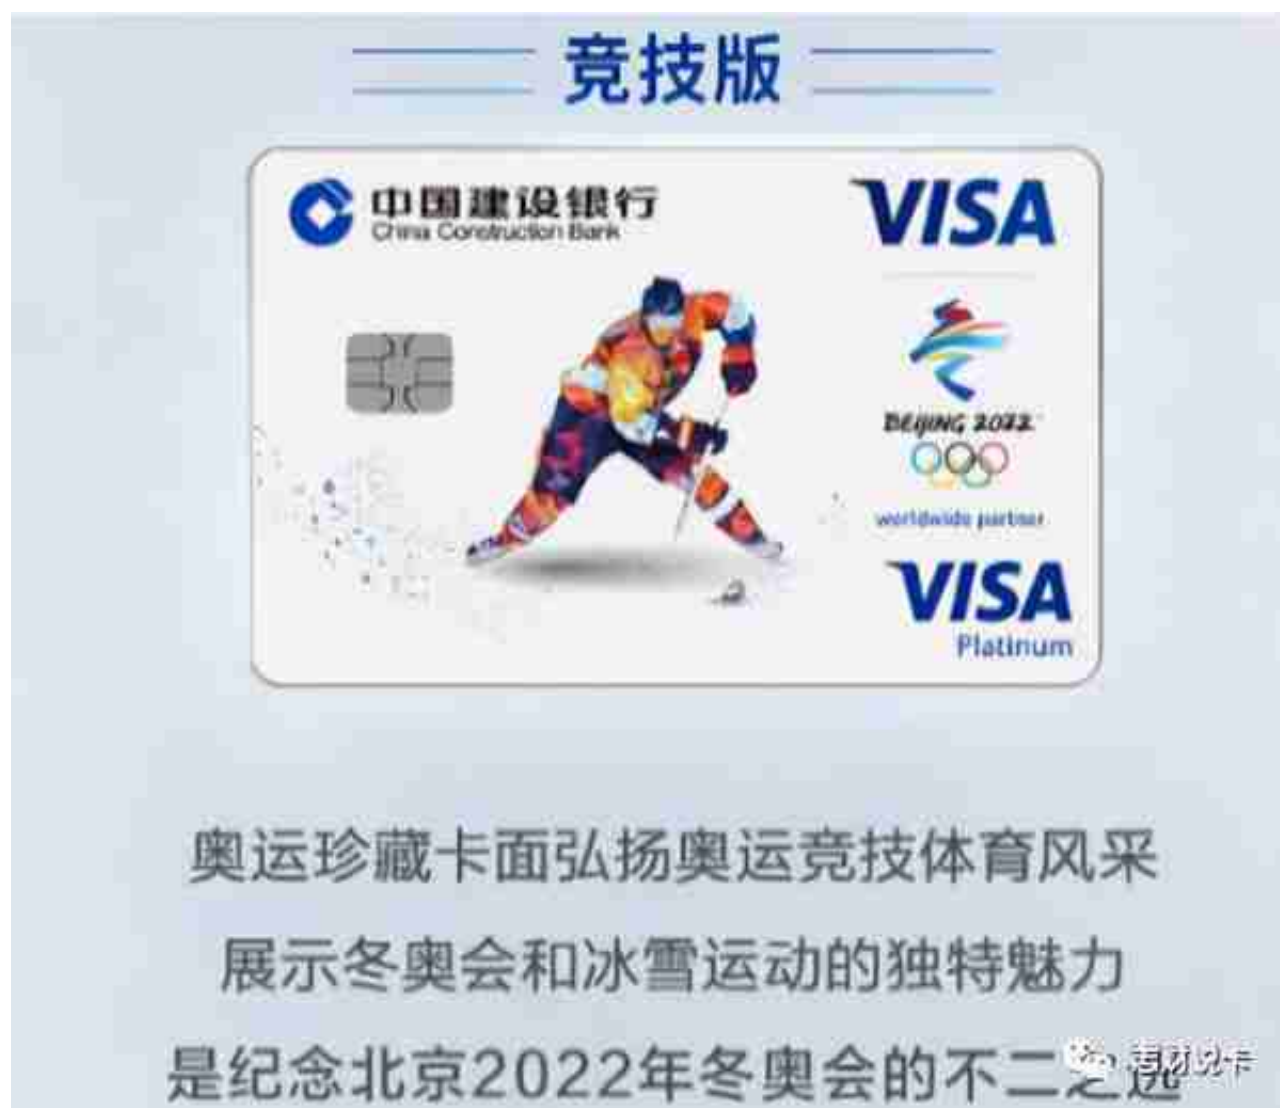 竞技版
中国建设银行
China Construction Bank
VISA
BEIJING 2022
worldwide partner
VISA
Platinum
奥运珍藏卡面弘扬奥运竞技体育风采
展示冬奥会和冰雪运动的独特魅力
是纪念北京2022年冬奥会的不二之选